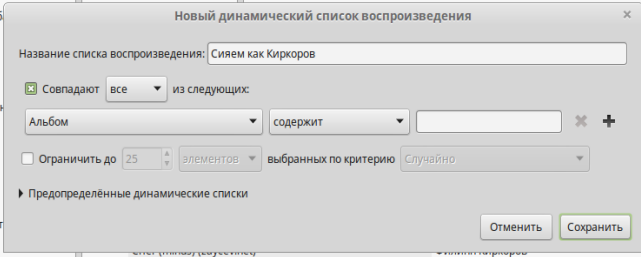 Новый динамический список воспроизведения
Название списка воспроизведения: Сияем как Киркоров
Совпадают все из следующих:
Альбом содержит
Ограничить до 25 элементов выбранных по критерию Случайно
Предопределённые динамические списки
Отменить Сохранить